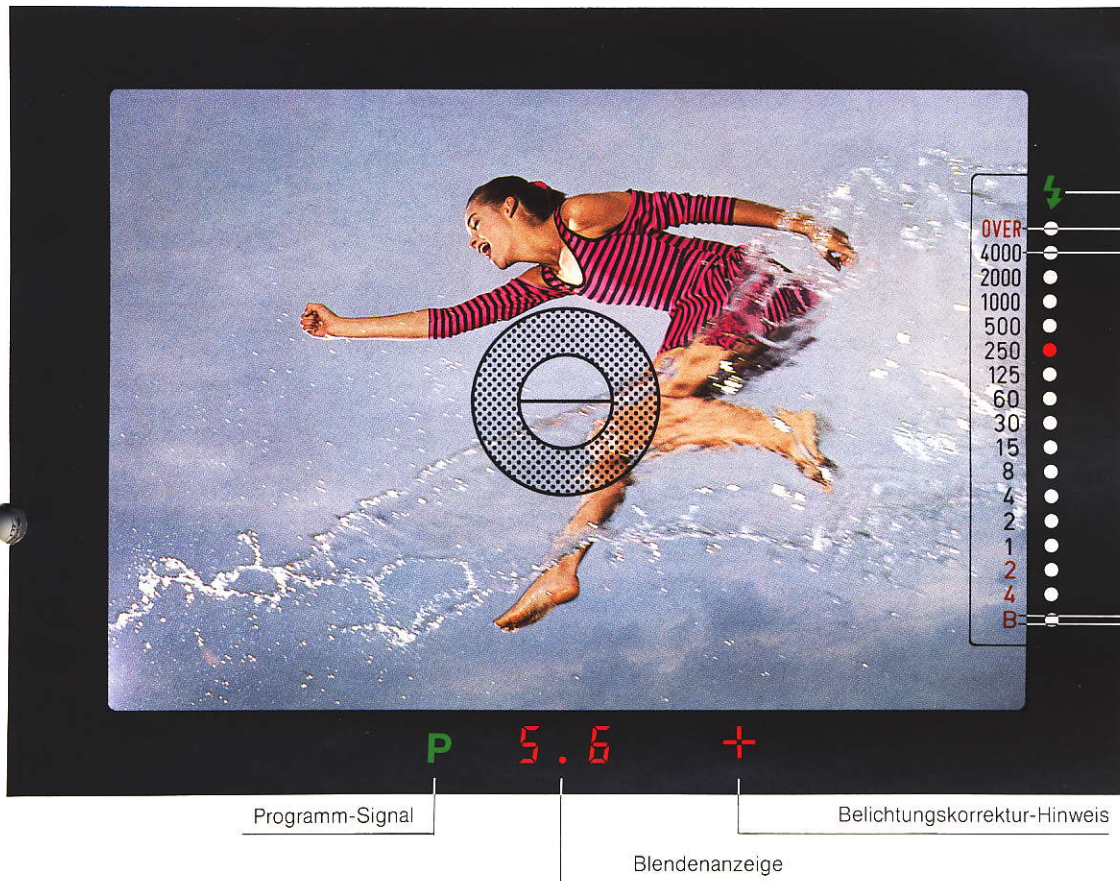 OVER
4000
2000
1000
500
250
125
60
30
15
8
4
2
1
2
4
B
P 5.6 +
Programm-Signal
Belichtungskorrektur-Hinweis
Blendenanzeige